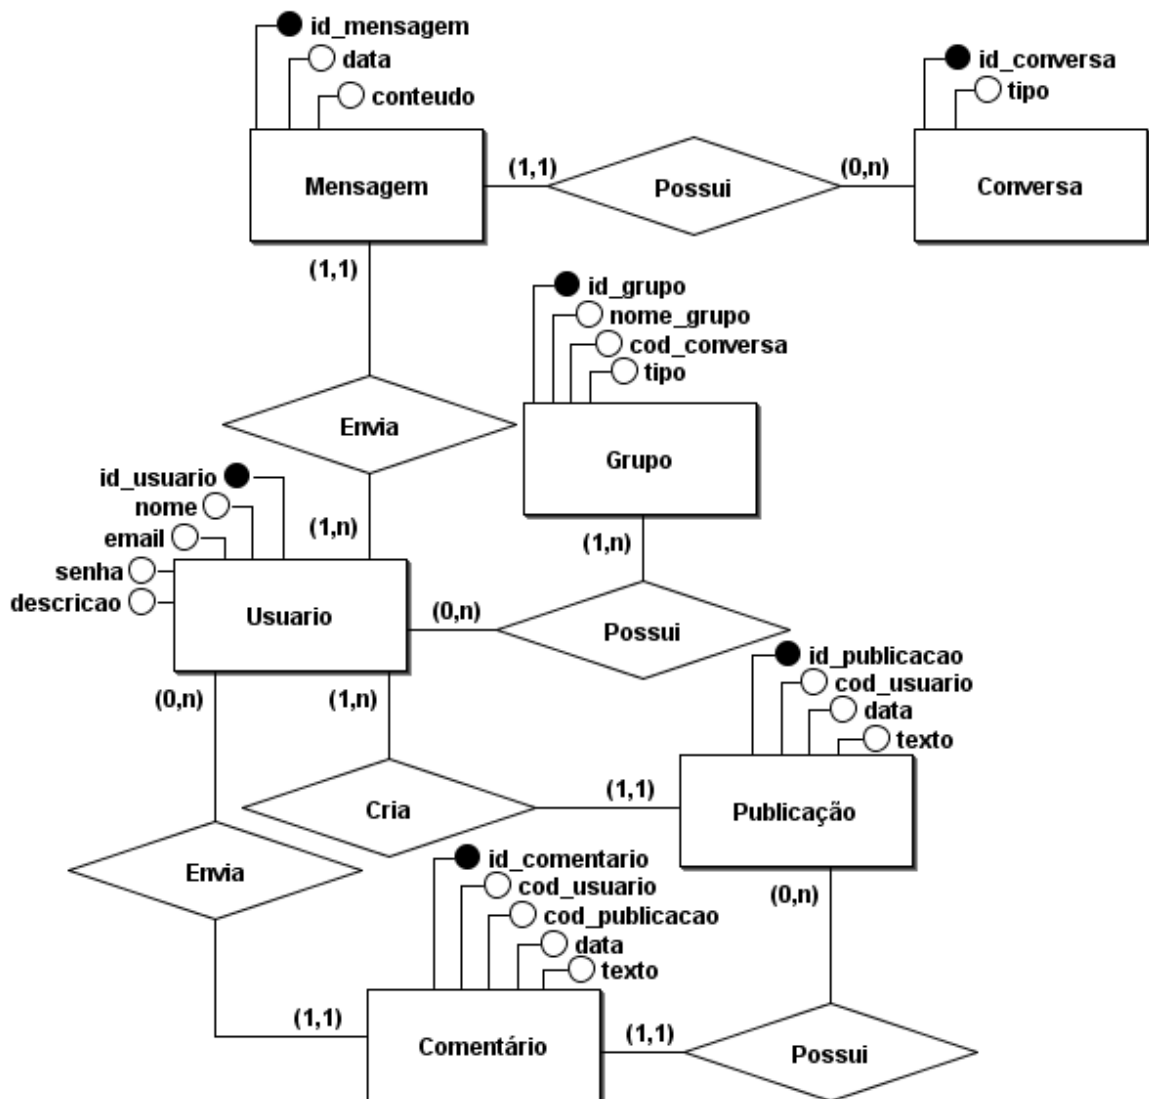 id_mensagem
data
conteudo
Mensagem
(1,1)
Possui
(0,n)
id_conversa
tipo
Conversa
(1,1)
Envia
(1,n)
id_grupo
nome_grupo
cod_conversa
tipo
Grupo
(1,n)
Possui
(0,n)
id_usuario
nome
email
senha
descricao
Usuario
(0,n)
(1,n)
Cria
(1,1)
id_publicacao
cod_usuario
data
texto
Publicação
(0,n)
Envia
(1,1)
id_comentario
cod_usuario
cod_publicacao
data
texto
Comentário
(1,1)
Possui